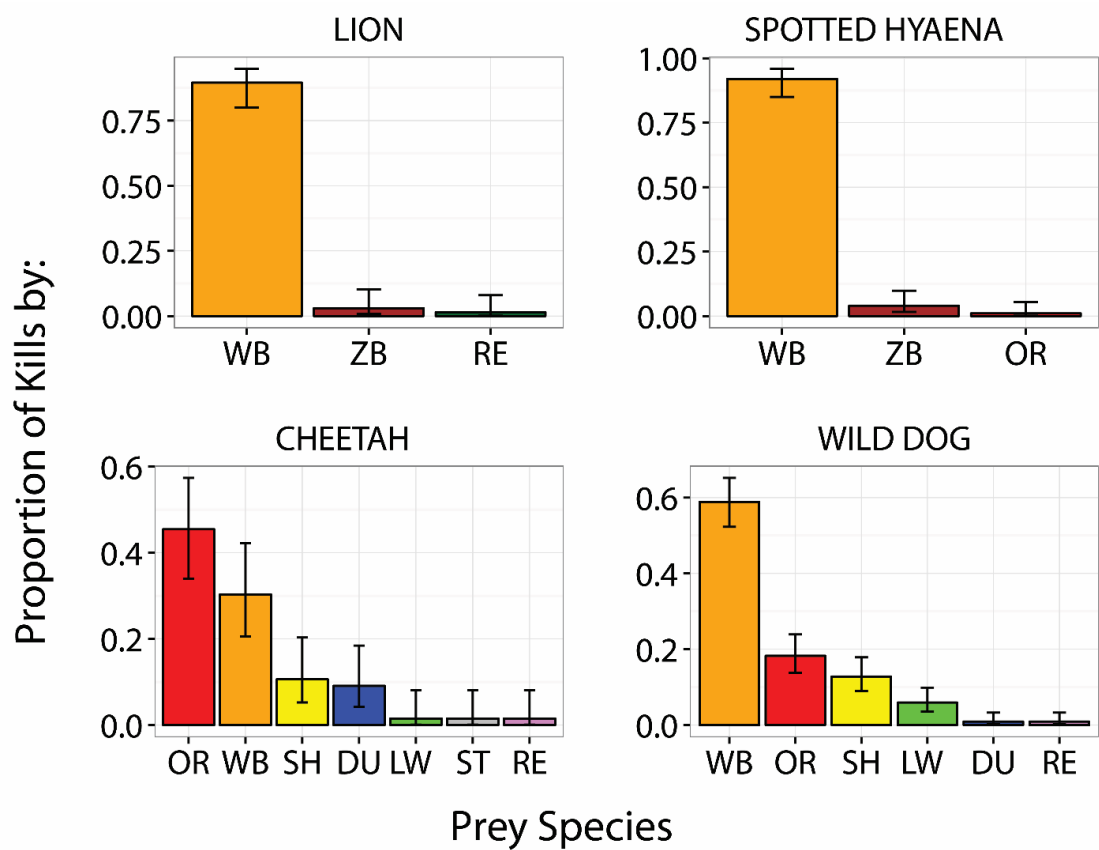 LION
SPOTTED HYAENA
Proportion of Kills by:
0.75
0.50
0.25
0.00
WB ZB RE
1.00
0.75
0.50
0.25
0.00
WB ZB OR
CHEETAH
0.6
0.4
0.2
0.0
OR WB SH DU LW ST RE
WILD DOG
0.6
0.4
0.2
0.0
WB OR SH LW DU RE
Prey Species